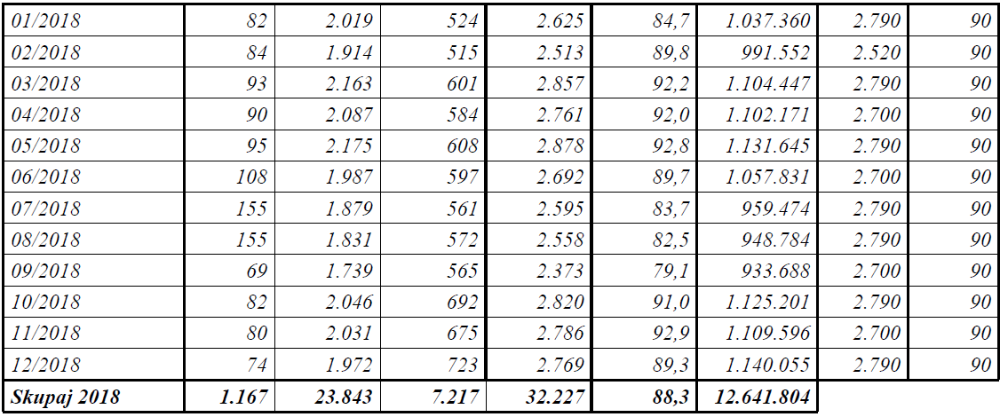 01/2018 82 2.019 524 2.625 84,7 1.037.360 2.790 90
02/2018 84 1.914 515 2.513 89,8 991.552 2.520 90
03/2018 93 2.163 601 2.857 92,2 1.104.447 2.790 90
04/2018 90 2.087 584 2.761 92,0 1.102.171 2.700 90
05/2018 95 2.175 608 2.878 92,8 1.131.645 2.790 90
06/2018 108 1.987 597 2.692 89,7 1.057.831 2.700 90
07/2018 155 1.879 561 2.595 83,7 959.474 2.790 90
08/2018 155 1.831 572 2.558 82,5 948.784 2.790 90
09/2018 69 1.739 565 2.373 79,1 933.688 2.700 90
10/2018 82 2.046 692 2.820 91,0 1.125.201 2.790 90
11/2018 80 2.031 675 2.786 92,9 1.109.596 2.700 90
12/2018 74 1.972 723 2.769 89,3 1.140.055 2.790 90
Skupaj 2018 1.167 23.843 7.217 32.227 88,3 12.641.804